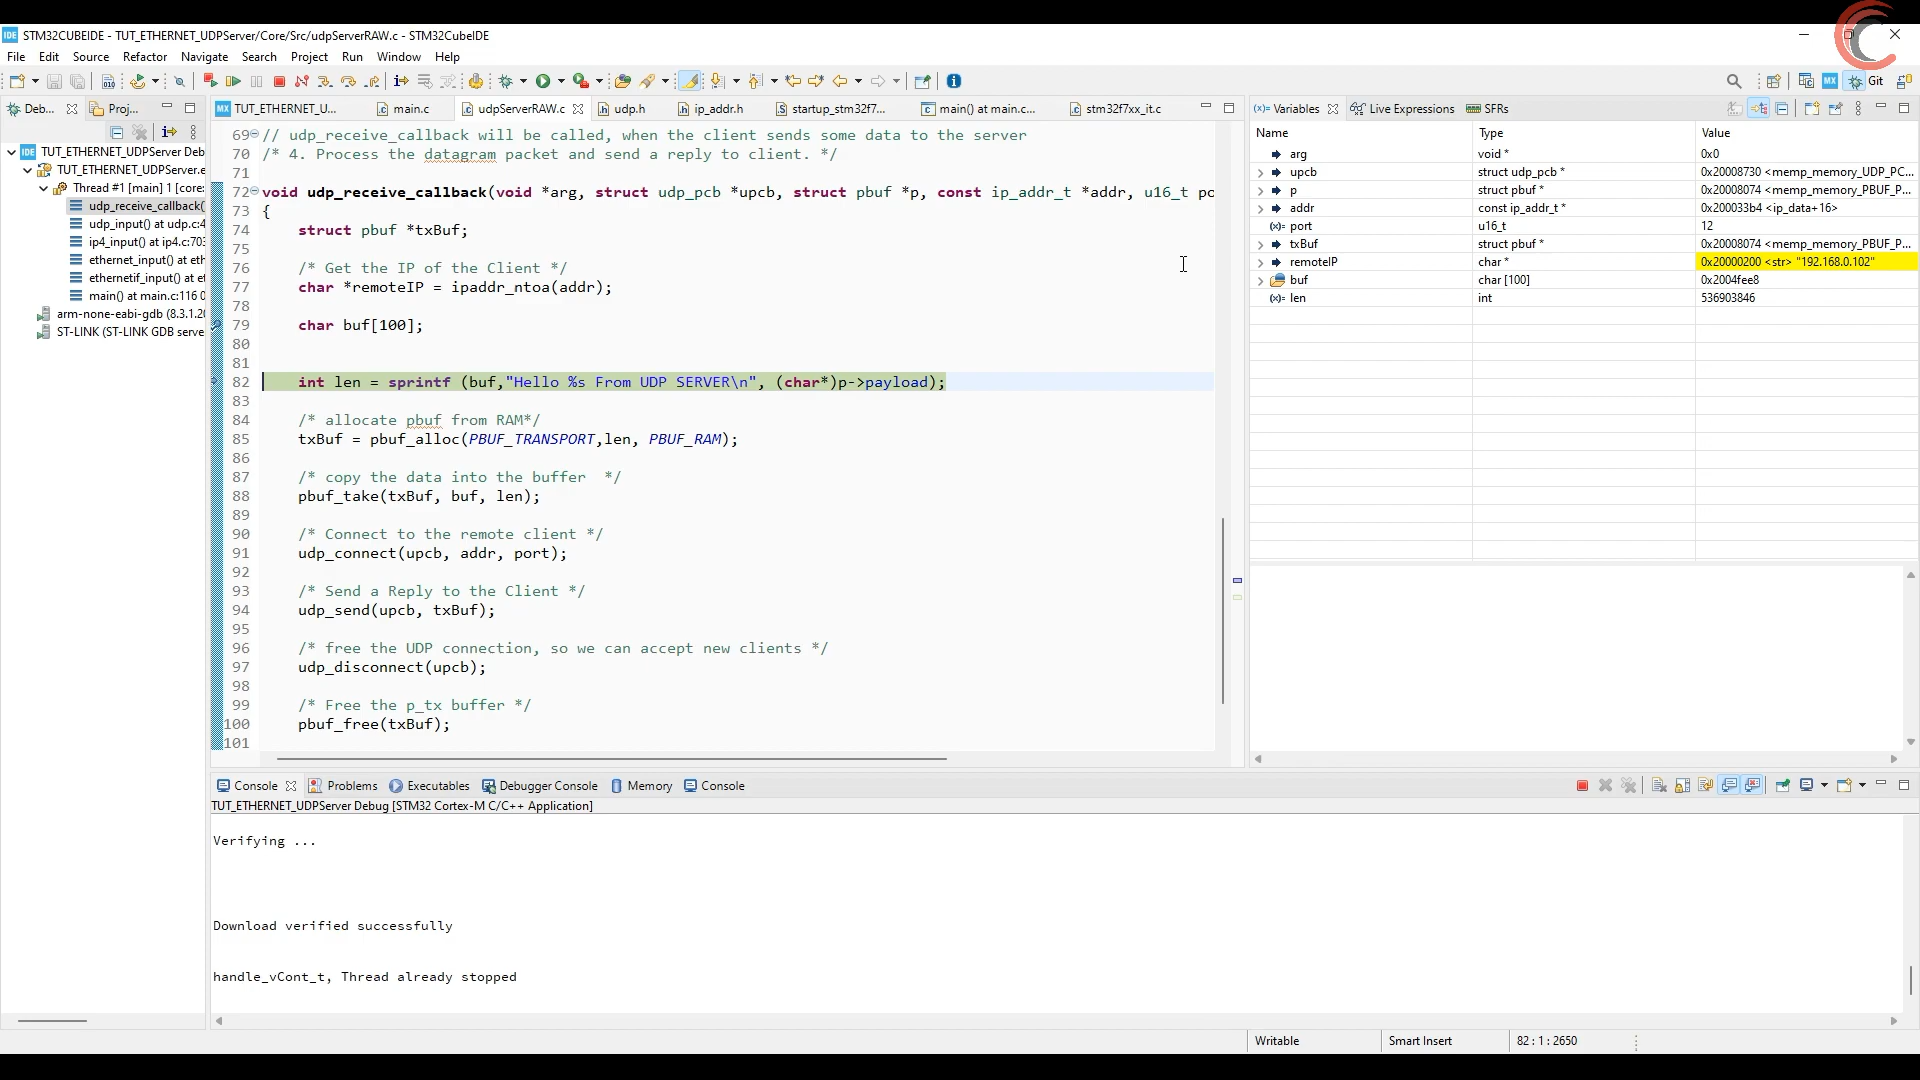 IDE STM32CUBEIDE - TUT_ETHERNET_UDPServer/Core/Src/udpServerRAW.c - STM32CubeIDE
File Edit Source Refactor Navigate Search Project Run Window Help
MX Git
Deb... Proj...
TUT_ETHERNET_UDPServer Deb
TUT_ETHERNET_UDPServer.e
Thread #1 [main] 1 [core:
udp_receive_callback(
udp_input() at udp.c:4
ip4_input() at ip4.c:703
ethernet_input() at eth
ethernetif_input() at et
main() at main.c:116 0
arm-none-eabi-gdb (8.3.1.20
ST-LINK (ST-LINK GDB serve
MX TUT_ETHERNET_U... main.c udpServerRAW.c udp.h ip_addr.h startup_stm32f7... main() at main.c... stm32f7xx_it.c
69 // udp_receive_callback will be called, when the client sends some data to the server
70 /* 4. Process the datagram packet and send a reply to client. */
71
72 void udp_receive_callback(void *arg, struct udp_pcb *upcb, struct pbuf *p, const ip_addr_t *addr, u16_t po
73 {
74 struct pbuf *txBuf;
75
76 /* Get the IP of the Client */
77 char *remoteIP = ipaddr_ntoa(addr);
78
79 char buf[100];
80
81
82 int len = sprintf (buf,"Hello %s From UDP SERVER\n", (char*)p->payload);
83
84 /* allocate pbuf from RAM*/
85 txBuf = pbuf_alloc(PBUF_TRANSPORT,len, PBUF_RAM);
86
87 /* copy the data into the buffer */
88 pbuf_take(txBuf, buf, len);
89
90 /* Connect to the remote client */
91 udp_connect(upcb, addr, port);
92
93 /* Send a Reply to the Client */
94 udp_send(upcb, txBuf);
95
96 /* free the UDP connection, so we can accept new clients */
97 udp_disconnect(upcb);
98
99 /* Free the p_tx buffer */
100 pbuf_free(txBuf);
101
(x)= Variables Live Expressions SFRs
Name Type Value
arg void * 0x0
upcb struct udp_pcb * 0x20008730 <memp_memory_UDP_PC...
p struct pbuf * 0x20008074 <memp_memory_PBUF_P...
addr const ip_addr_t * 0x200033b4 <ip_data+16>
(x)= port u16_t 12
txBuf struct pbuf * 0x20008074 <memp_memory_PBUF_P...
remoteIP char * 0x20000200 <str> "192.168.0.102"
buf char [100] 0x2004fee8
(x)= len int 536903846
Console Problems Executables Debugger Console Memory Console
TUT_ETHERNET_UDPServer Debug [STM32 Cortex-M C/C++ Application]
Verifying ...
Download verified successfully
handle_vCont_t, Thread already stopped
Writable Smart Insert 82 : 1 : 2650